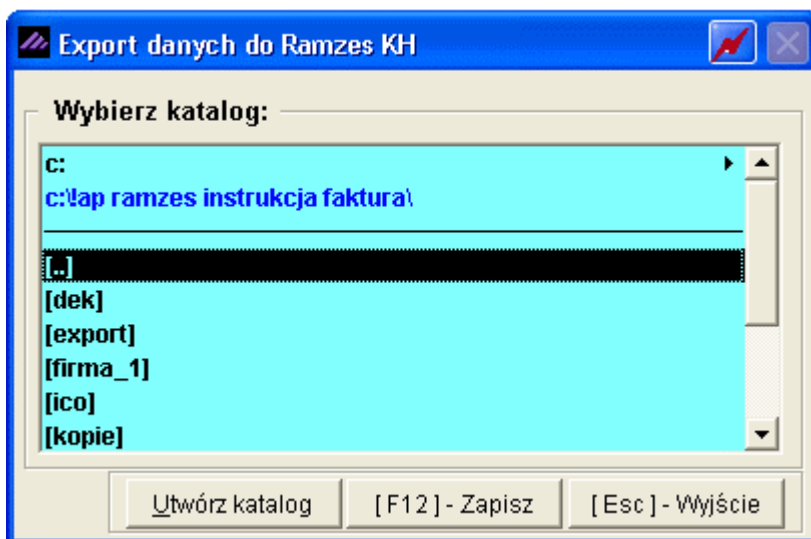 Export danych do Ramzes KH
Wybierz katalog:
c:
c:\!ap ramzes instrukcja faktura\
[..]
[dek]
[export]
[firma_1]
[ico]
[kopie]
Utwórz katalog
[ F12 ] - Zapisz
[ Esc ] - Wyjście